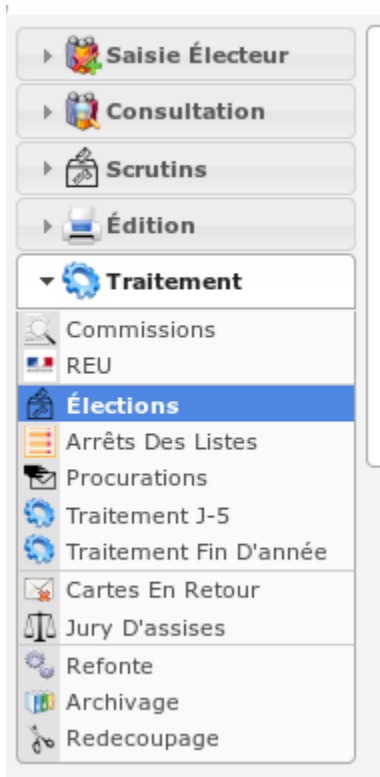 Saisie Électeur
Consultation
Scrutins
Édition
Traitement
Commissions
REU
Élections
Arrêts Des Listes
Procurations
Traitement J-5
Traitement Fin D'année
Cartes En Retour
Jury D'assises
Refonte
Archivage
Redecoupage